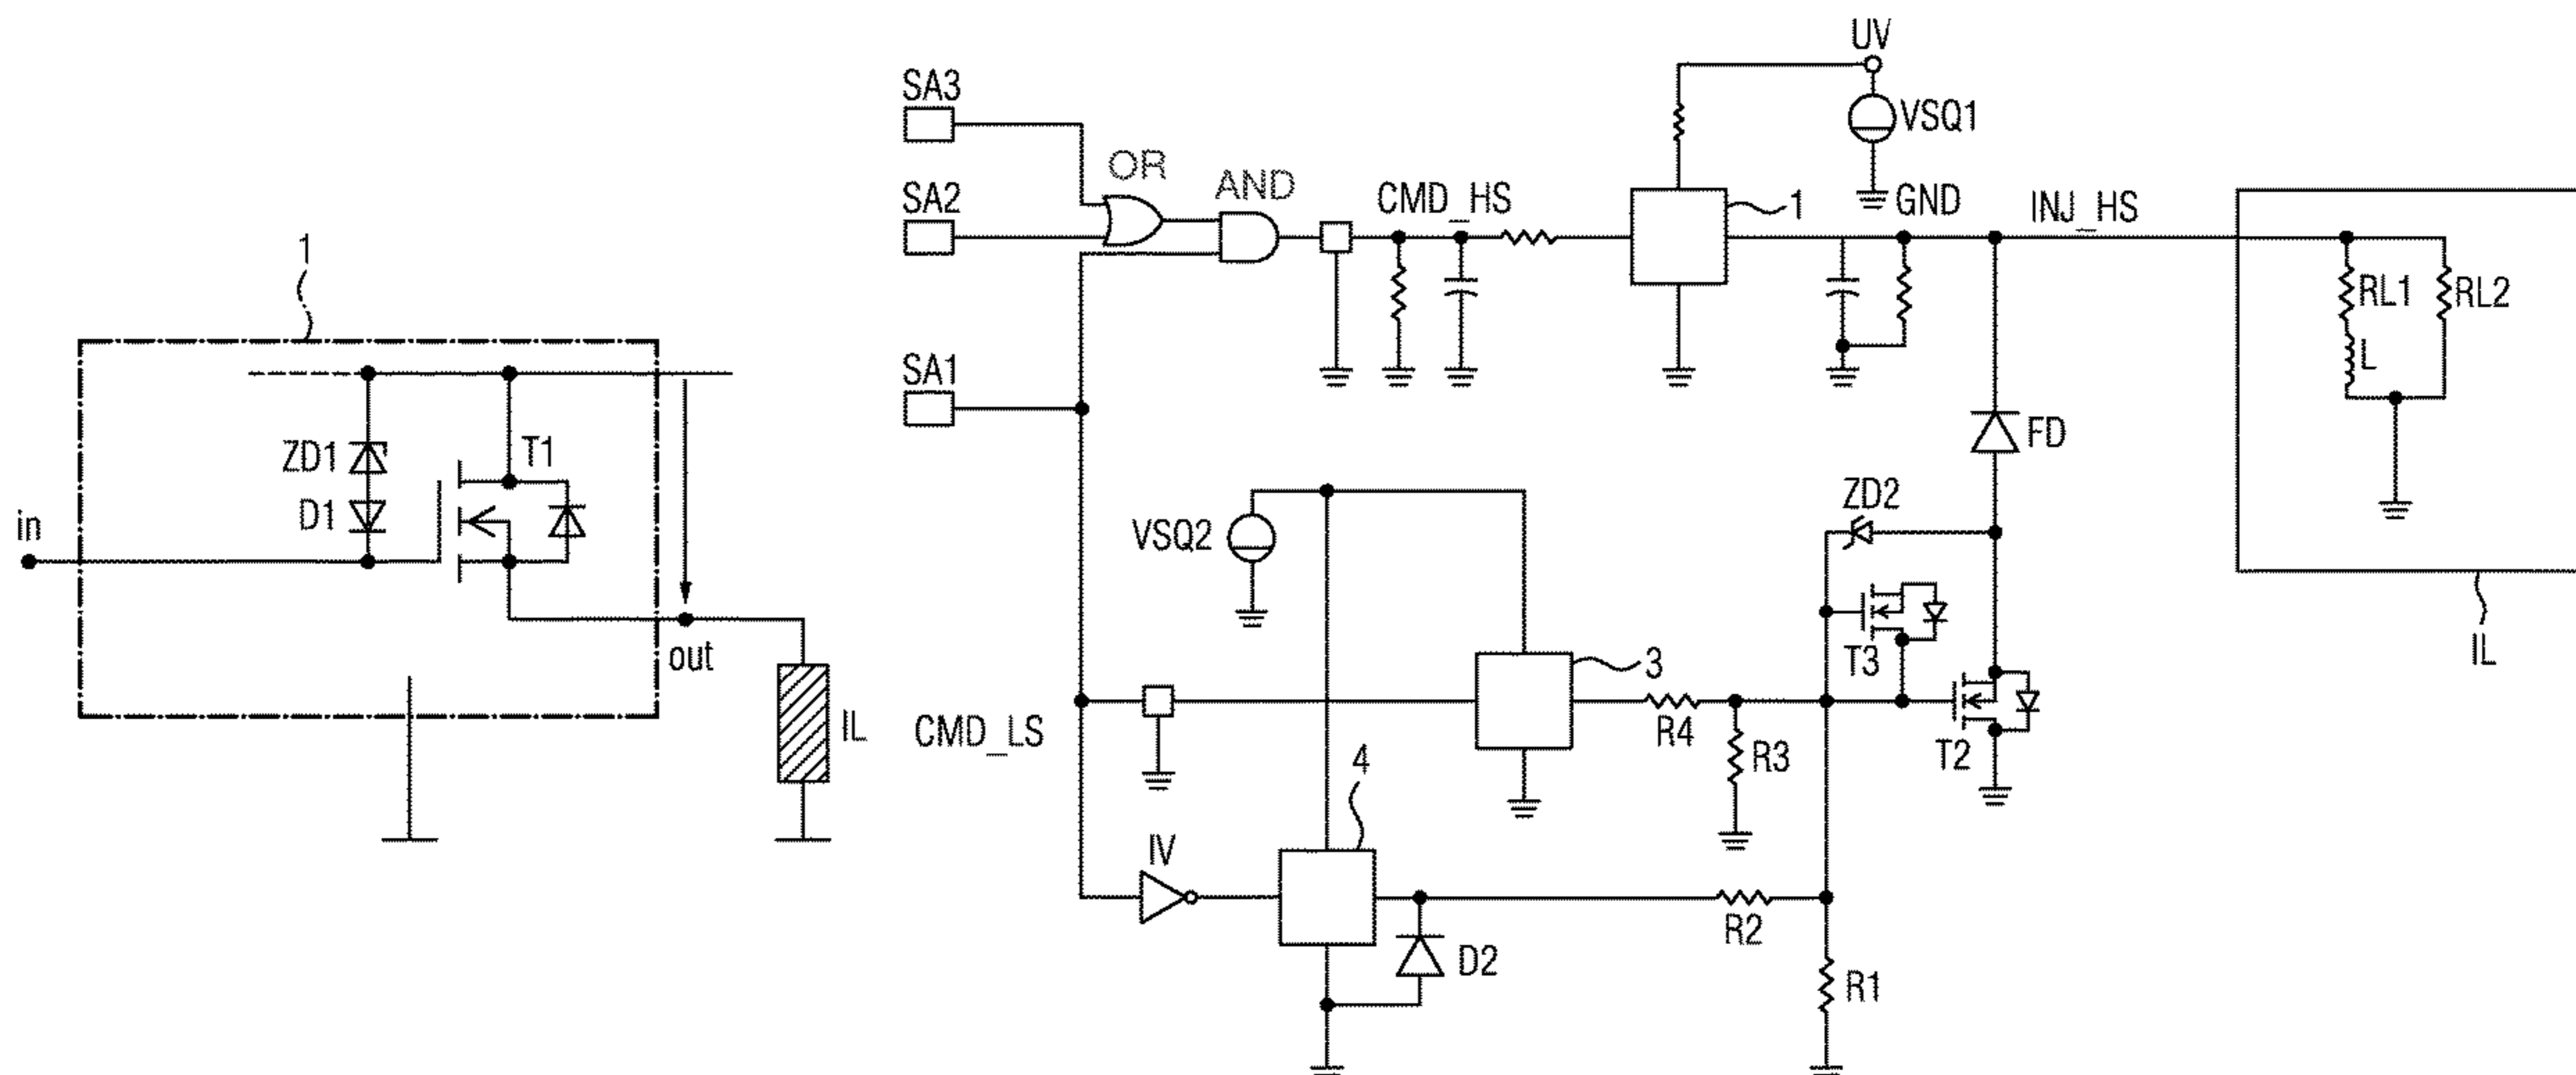 1
ZD1
T1
D1
in
out
IL
UV
SA3
VSQ1
OR
SA2
AND
CMD_HS
1
GND
INJ_HS
RL1
RL2
L
SA1
FD
ZD2
VSQ2
T3
IL
3
CMD_LS
R4
R3
T2
4
IV
R2
D2
R1